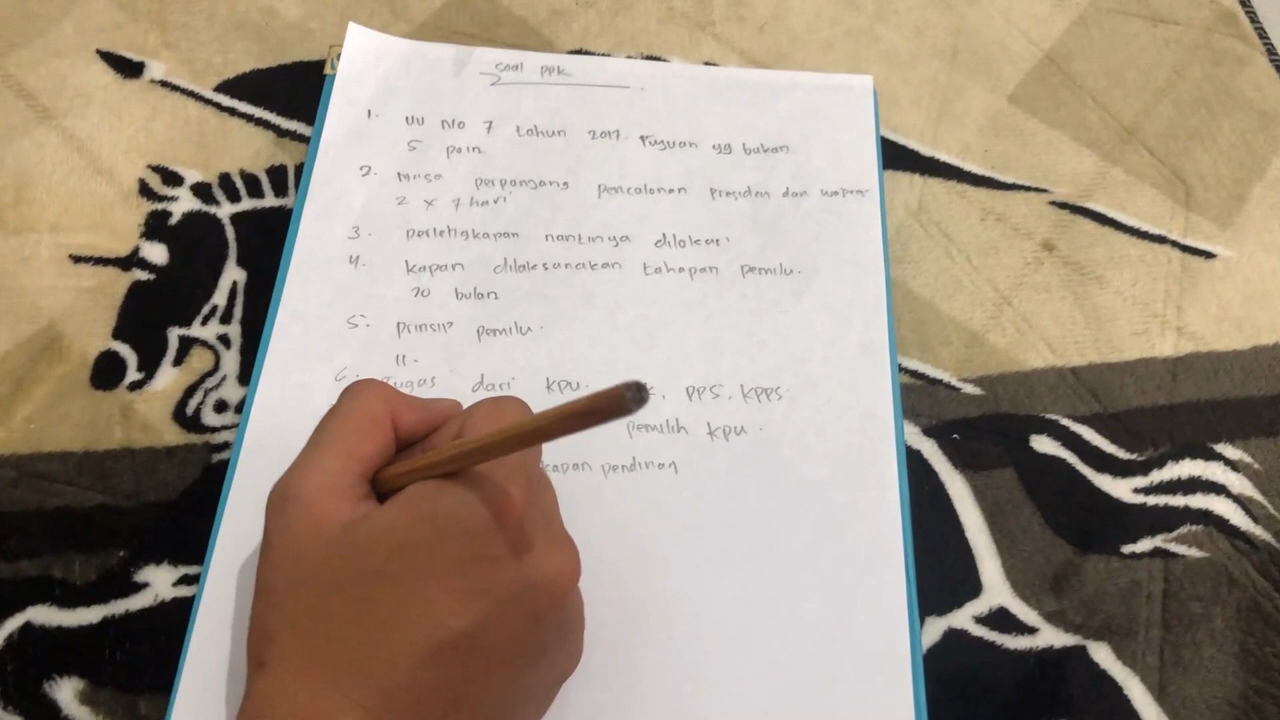 soal ppk
1. UU No 7 tahun 2017. Tujuan yg bukan
5 poin
2. Masa perpanjang pencalonan presiden dan wapres
2 x 7 hari
3. perlengkapan nantinya dilokasi
4. kapan dilaksanakan tahapan pemilu.
20 bulan
5. prinsip pemilu.
11.
6. Tugas dari KPU. PPS, KPPS
pemilih KPU.
kapan